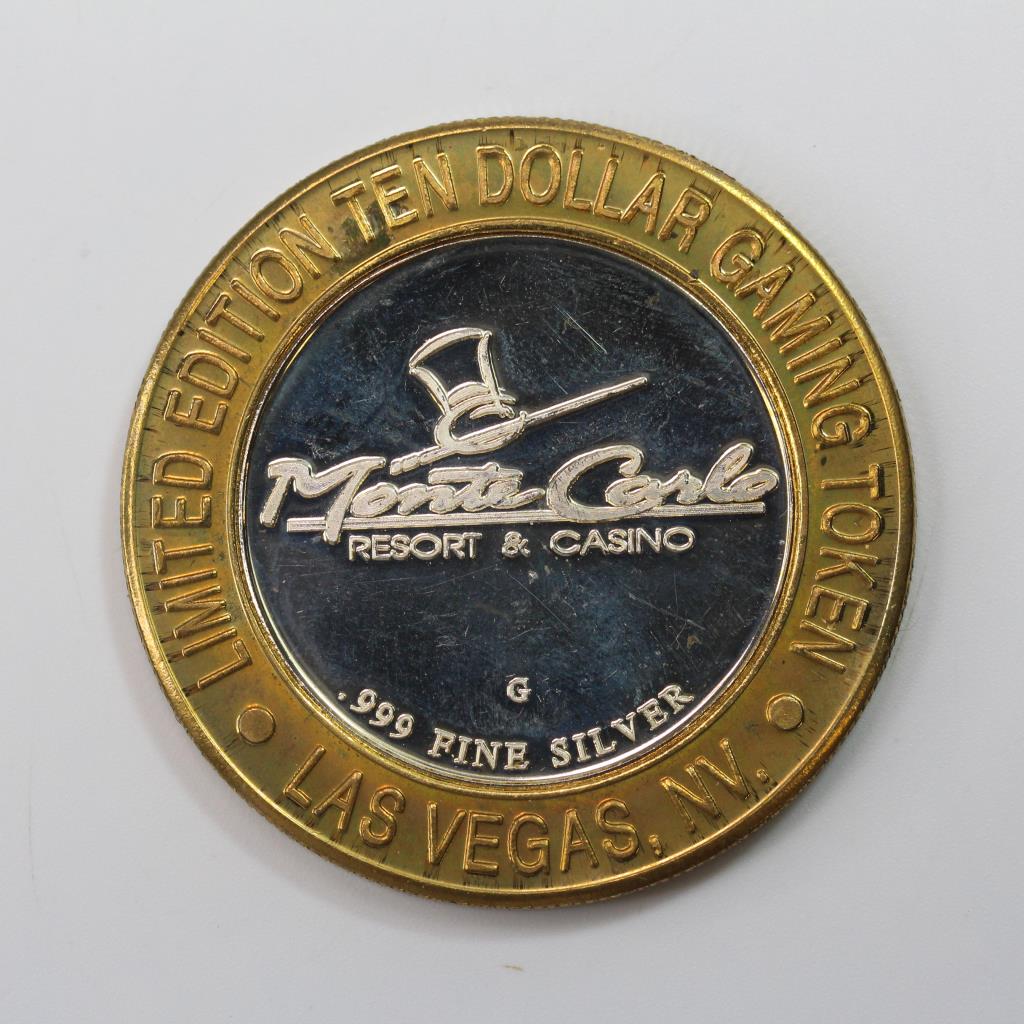 LIMITED EDITION TEN DOLLAR GAMING TOKEN
Monte Carlo
RESORT & CASINO
G
.999 FINE SILVER
• LAS VEGAS, NV. •